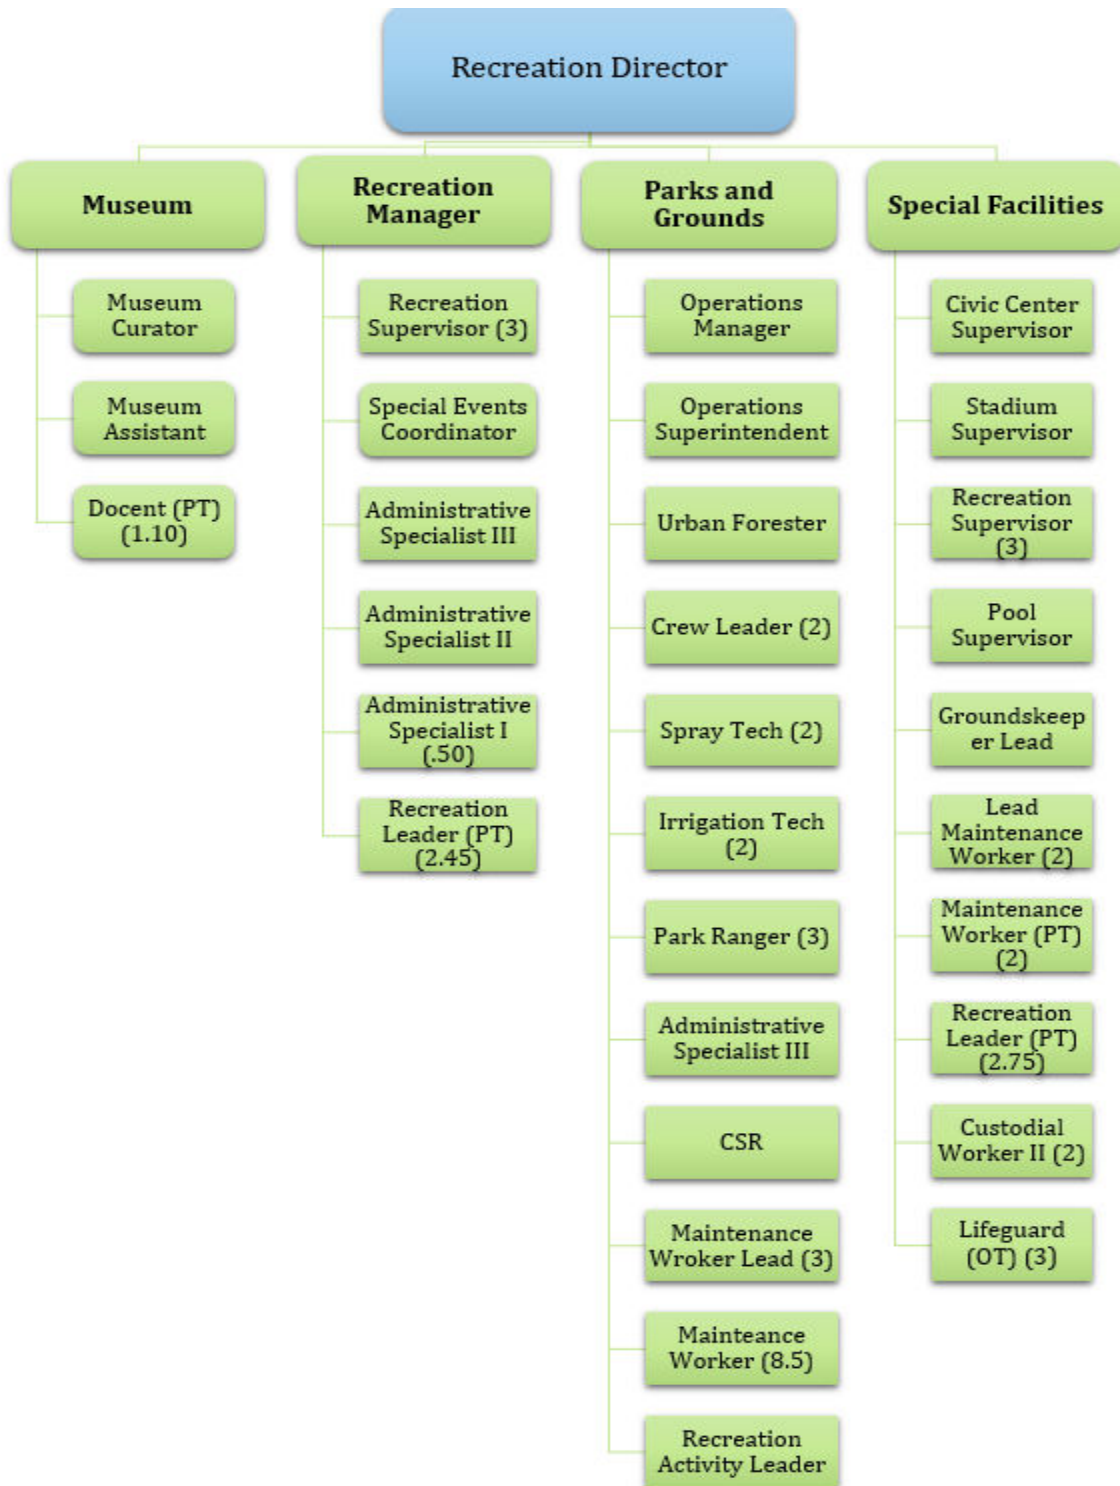 Recreation Director
Museum
Museum
Curator
Museum
Assistant
Docent (PT)
(1.10)
Recreation
Manager
Recreation
Supervisor (3)
Special Events
Coordinator
Administrative
Specialist III
Administrative
Specialist II
Administrative
Specialist I
(.50)
Recreation
Leader (PT)
(2.45)
Parks and
Grounds
Operations
Manager
Operations
Superintendent
Urban Forester
Crew Leader (2)
Spray Tech (2)
Irrigation Tech
(2)
Park Ranger (3)
Administrative
Specialist III
CSR
Maintenance
Wroker Lead (3)
Mainteance
Worker (8.5)
Recreation
Activity Leader
Special Facilities
Civic Center
Supervisor
Stadium
Supervisor
Recreation
Supervisor
(3)
Pool
Supervisor
Groundskeep
er Lead
Lead
Maintenance
Worker (2)
Maintenance
Worker (PT)
(2)
Recreation
Leader (PT)
(2.75)
Custodial
Worker II (2)
Lifeguard
(OT) (3)